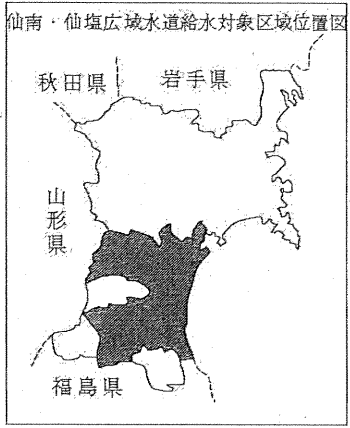 仙南・仙塩広域水道給水対象区域位置図
秋田県
岩手県
山形県
福島県